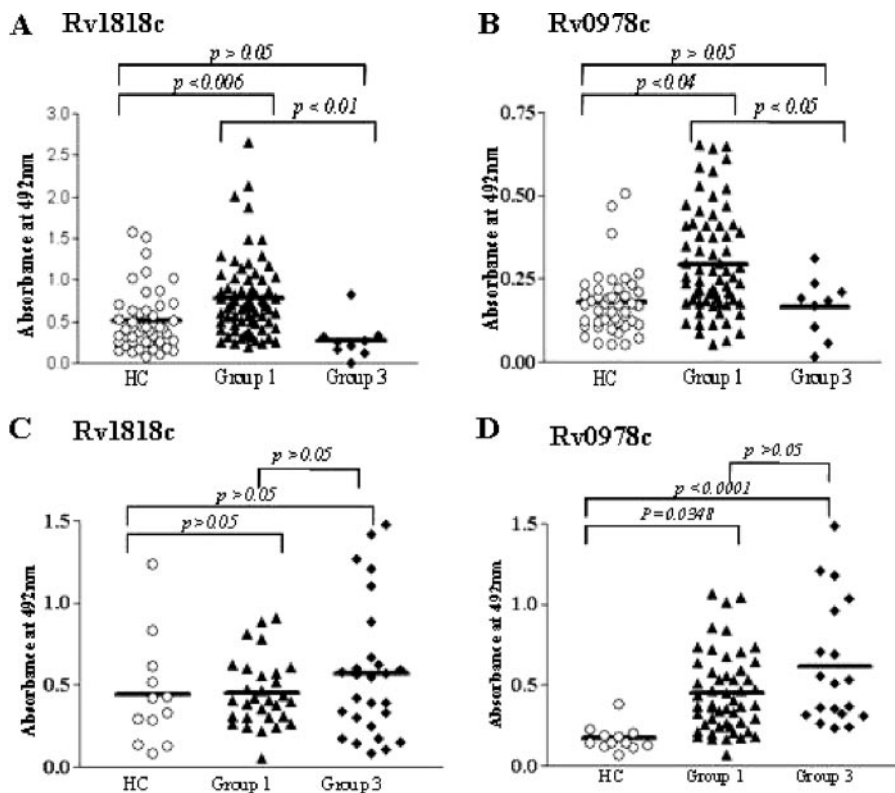 A Rv1818c
p > 0.05
p < 0.006
p < 0.01
Absorbance at 492nm
3.0
2.5
2.0
1.5
1.0
0.5
0.0
HC Group 1 Group 3
B Rv0978c
p > 0.05
p < 0.04
p < 0.05
Absorbance at 492nm
0.75
0.50
0.25
0.00
HC Group 1 Group 3
C Rv1818c
p > 0.05
p > 0.05
p > 0.05
Absorbance at 492nm
1.5
1.0
0.5
0.0
HC Group 1 Group 3
D Rv0978c
p > 0.05
p < 0.0001
P = 0.0348
Absorbance at 492nm
1.5
1.0
0.5
0.0
HC Group 1 Group 3